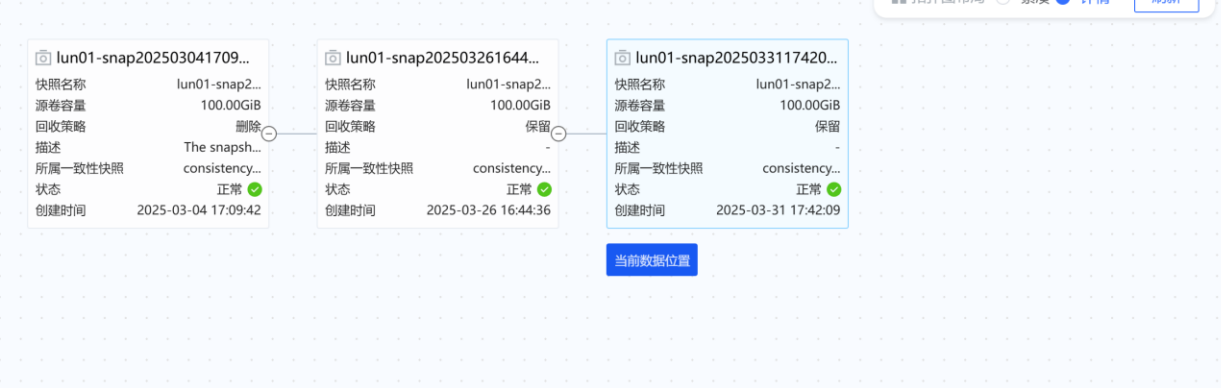 详情
刷新
lun01-snap202503041709...
快照名称 lun01-snap2...
源卷容量 100.00GiB
回收策略 删除
描述 The snapsh...
所属一致性快照 consistency...
状态 正常
创建时间 2025-03-04 17:09:42
lun01-snap202503261644...
快照名称 lun01-snap2...
源卷容量 100.00GiB
回收策略 保留
描述 -
所属一致性快照 consistency...
状态 正常
创建时间 2025-03-26 16:44:36
lun01-snap20250331117420...
快照名称 lun01-snap2...
源卷容量 100.00GiB
回收策略 保留
描述 -
所属一致性快照 consistency...
状态 正常
创建时间 2025-03-31 17:42:09
当前数据位置